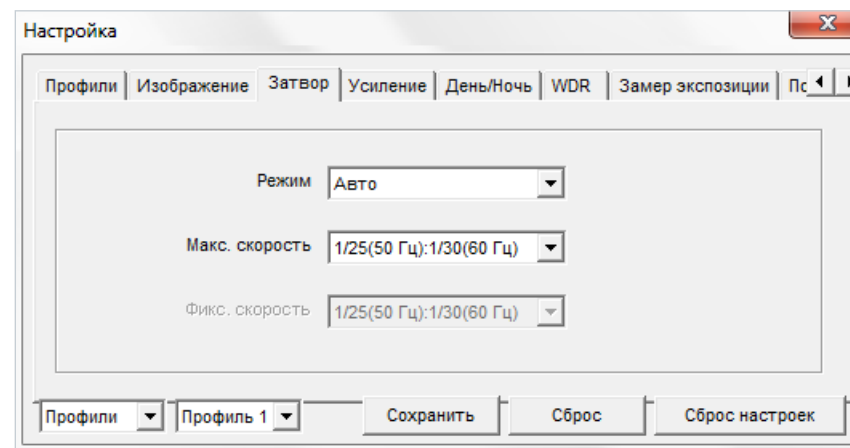 Настройка
Профили Изображение Затвор Усиление День/Ночь WDR Замер экспозиции
Режим Авто
Макс. скорость 1/25(50 Гц):1/30(60 Гц)
Фикс. скорость 1/25(50 Гц):1/30(60 Гц)
Профили Профиль 1 Сохранить Сброс Сброс настроек